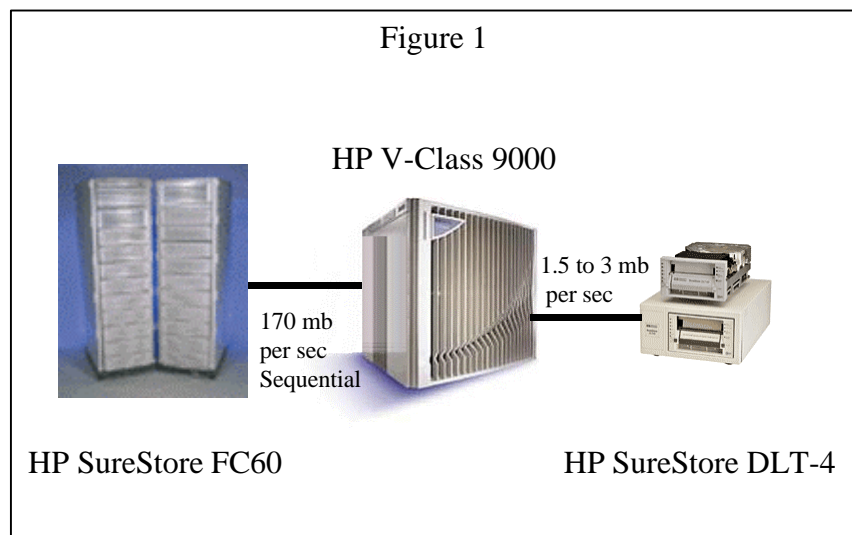 Figure 1
HP V-Class 9000
1.5 to 3 mb
per sec
170 mb
per sec
Sequential
HP SureStore FC60
HP SureStore DLT-4